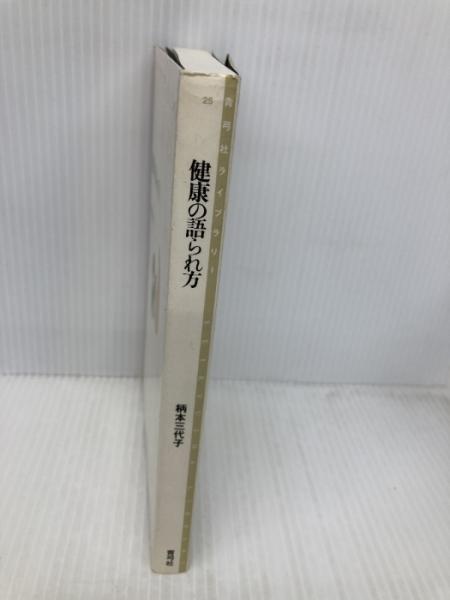 25
青弓社ライブラリー
健康の語られ方
柄本三代子
青弓社